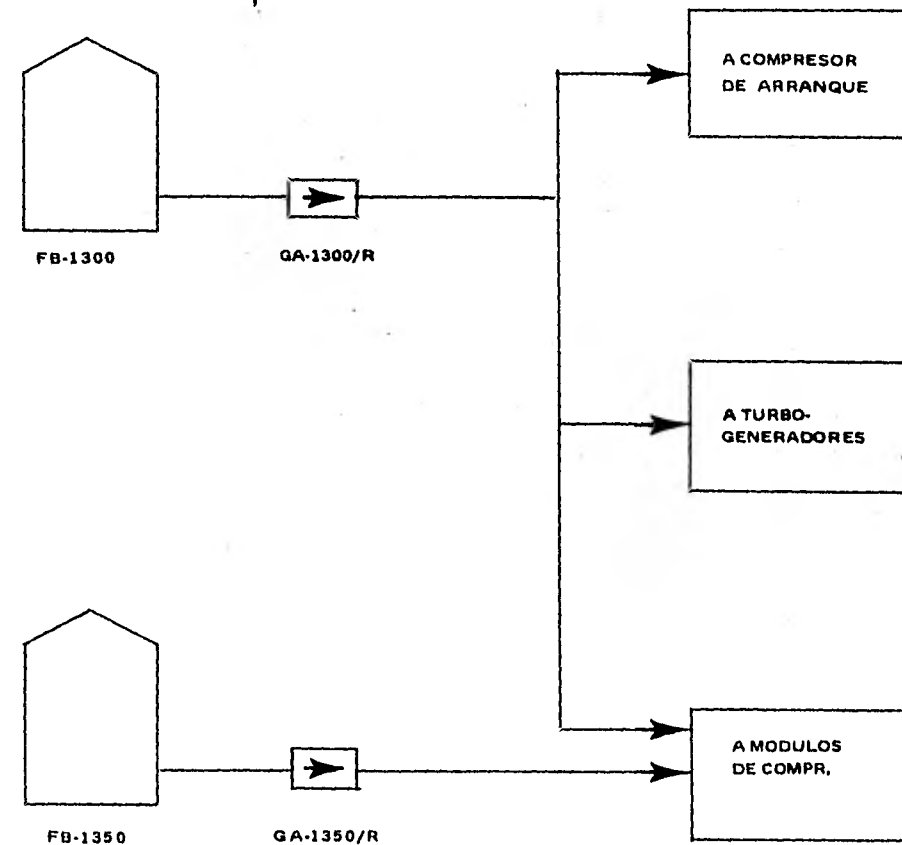 A COMPRESOR
DE ARRANQUE
FB-1300
GA-1300/R
A TURBO-
GENERADORES
A MODULOS
DE COMPR.
FB-1350
GA-1350/R